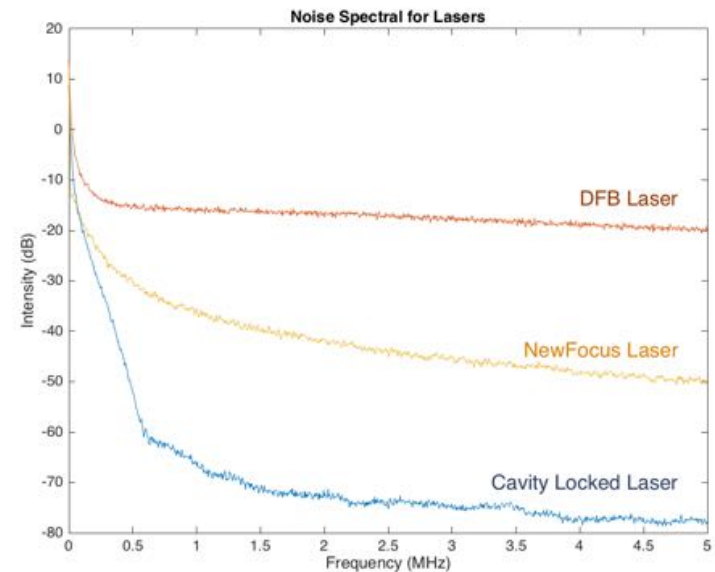 Noise Spectral for Lasers
20
10
0
-10
-20
-30
-40
-50
-60
-70
-80
Intensity (dB)
DFB Laser
NewFocus Laser
Cavity Locked Laser
0 0.5 1 1.5 2 2.5 3 3.5 4 4.5 5
Frequency (MHz)